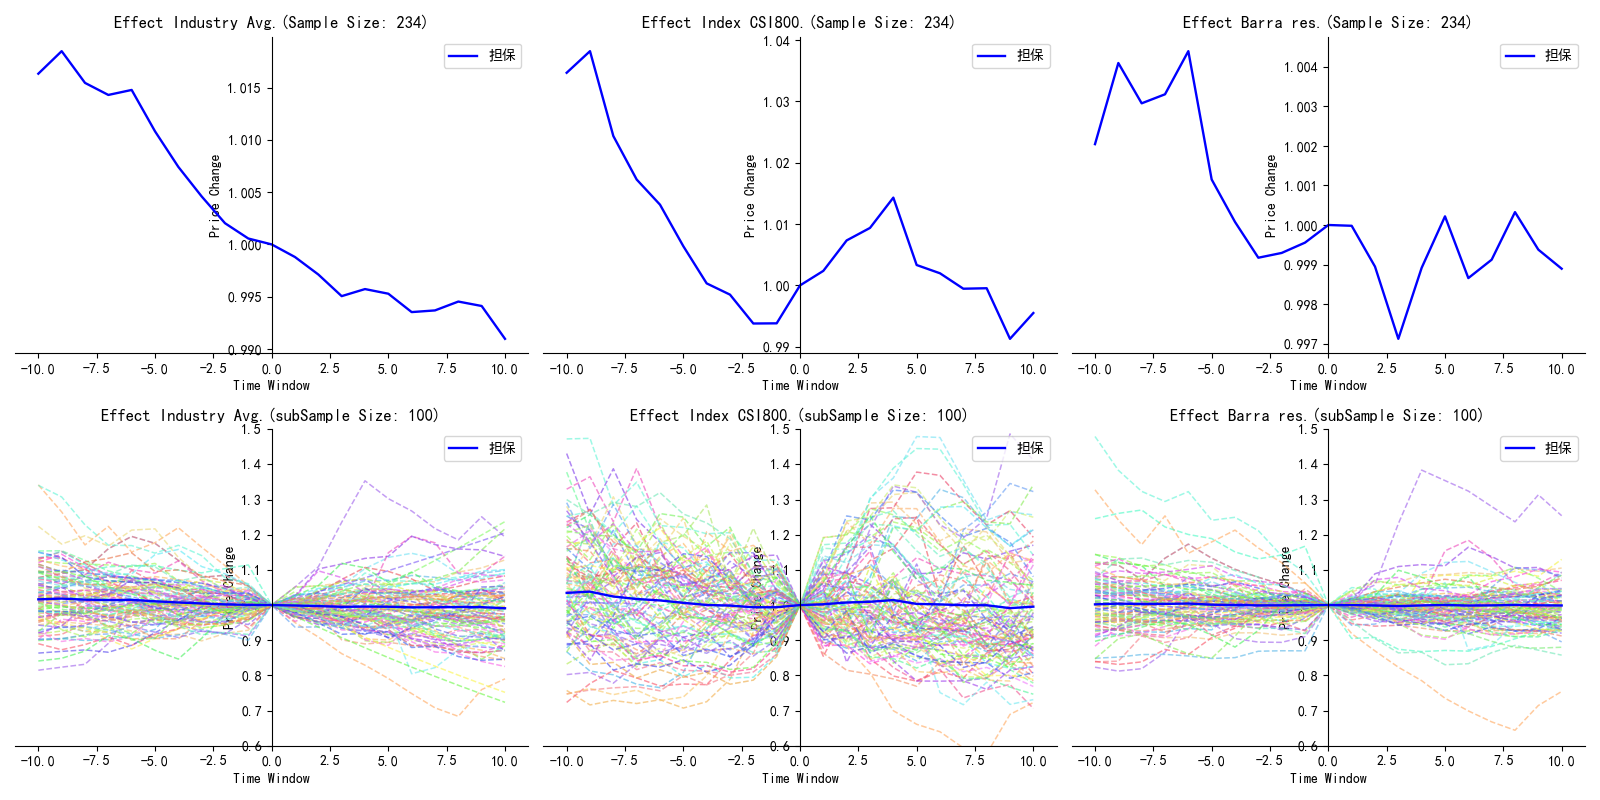 Effect Industry Avg.(Sample Size: 234)
担保
1.015
1.010
1.005
1.000
0.995
0.990
Price Change
-10.0 -7.5 -5.0 -2.5 0.0 2.5 5.0 7.5 10.0
Time Window
Effect Index CSI800.(Sample Size: 234)
担保
1.04
1.03
1.02
1.01
1.00
0.99
Price Change
-10.0 -7.5 -5.0 -2.5 0.0 2.5 5.0 7.5 10.0
Time Window
Effect Barra res.(Sample Size: 234)
担保
1.004
1.003
1.002
1.001
1.000
0.999
0.998
0.997
Price Change
-10.0 -7.5 -5.0 -2.5 0.0 2.5 5.0 7.5 10.0
Time Window
Effect Industry Avg.(subSample Size: 100)
担保
1.5
1.4
1.3
1.2
1.1
1.0
0.9
0.8
0.7
0.6
Price Change
-10.0 -7.5 -5.0 -2.5 0.0 2.5 5.0 7.5 10.0
Time Window
Effect Index CSI800.(subSample Size: 100)
担保
1.5
1.4
1.3
1.2
1.1
1.0
0.9
0.8
0.7
0.6
Price Change
-10.0 -7.5 -5.0 -2.5 0.0 2.5 5.0 7.5 10.0
Time Window
Effect Barra res.(subSample Size: 100)
担保
1.5
1.4
1.3
1.2
1.1
1.0
0.9
0.8
0.7
0.6
Price Change
-10.0 -7.5 -5.0 -2.5 0.0 2.5 5.0 7.5 10.0
Time Window